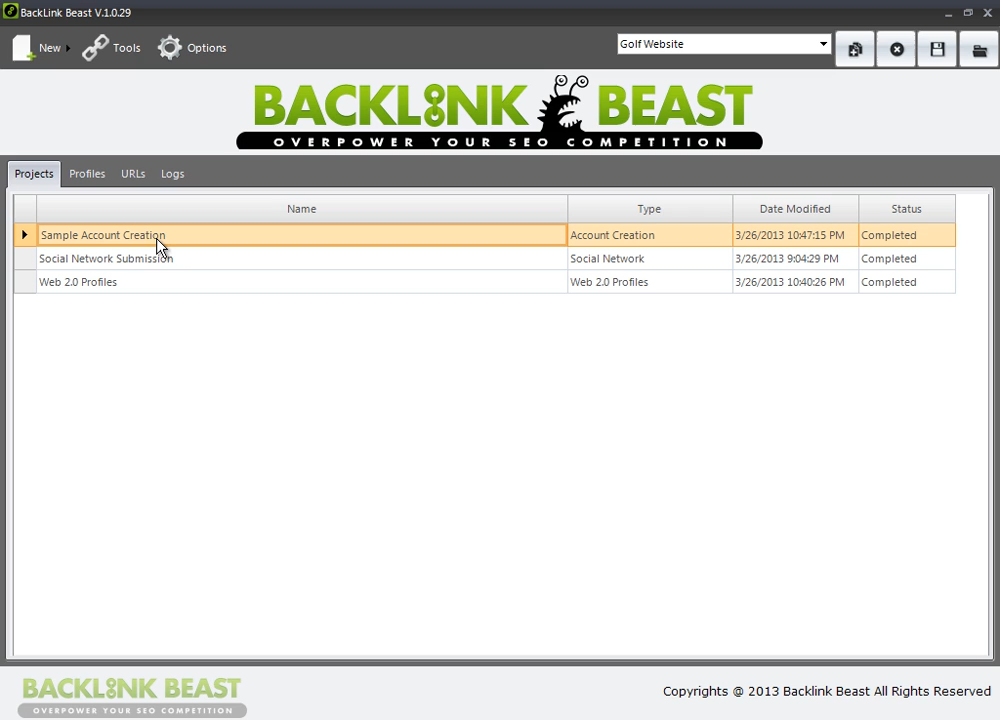 BackLink Beast V.1.0.29
New Tools Options Golf Website
BACKLINK BEAST
OVERPOWER YOUR SEO COMPETITION
Projects Profiles URLs Logs
Name Type Date Modified Status
Sample Account Creation Account Creation 3/26/2013 10:47:15 PM Completed
Social Network Submission Social Network 3/26/2013 9:04:29 PM Completed
Web 2.0 Profiles Web 2.0 Profiles 3/26/2013 10:40:26 PM Completed
BACKLINK BEAST
OVERPOWER YOUR SEO COMPETITION
Copyrights @ 2013 Backlink Beast All Rights Reserved